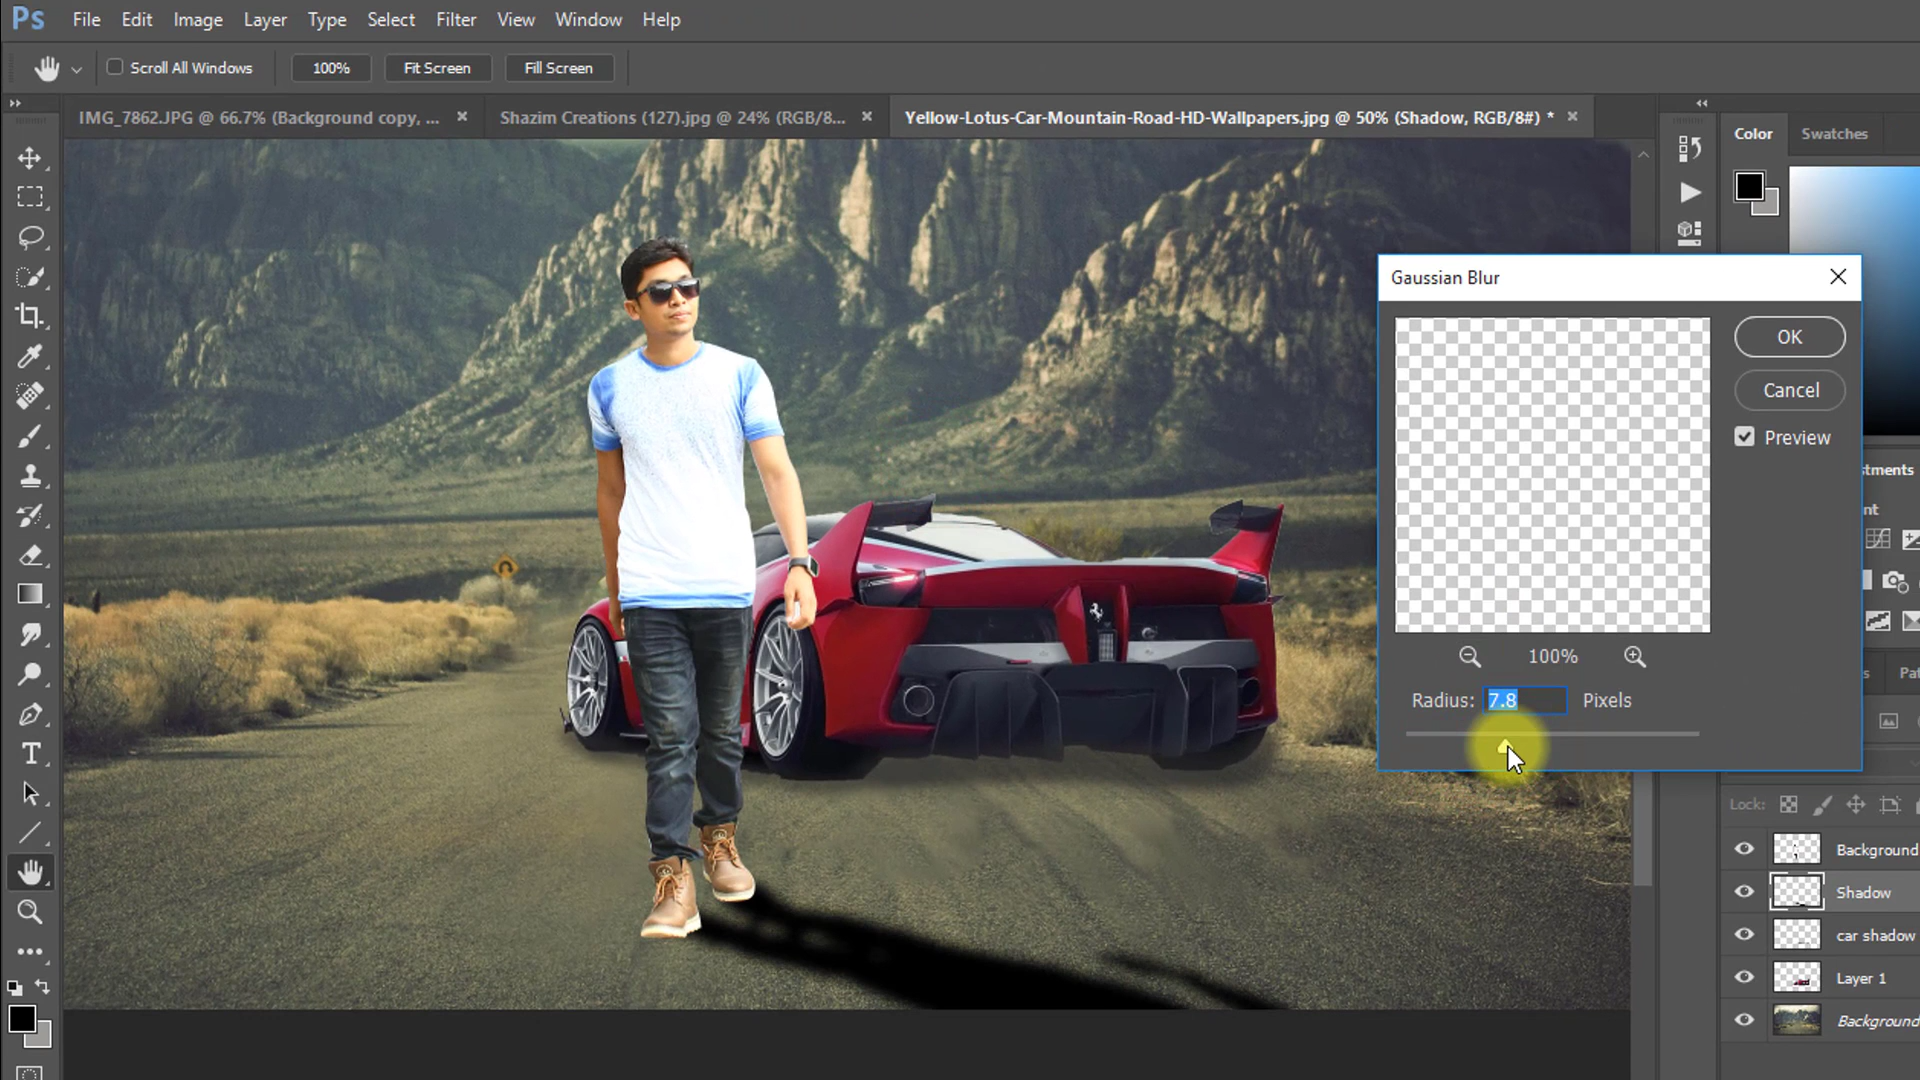 Ps File Edit Image Layer Type Select Filter View Window Help
Scroll All Windows 100% Fit Screen Fill Screen
IMG_7862.JPG @ 66.7% (Background copy, ... × Shazim Creations (127).jpg @ 24% (RGB/8... × Yellow-Lotus-Car-Mountain-Road-HD-Wallpapers.jpg @ 50% (Shadow, RGB/8#) * ×
Color Swatches
Gaussian Blur
OK
Cancel
Preview
100%
Radius: 7.8 Pixels
stments
nt
s Pat
Lock:
Background
Shadow
car shadow
Layer 1
Background